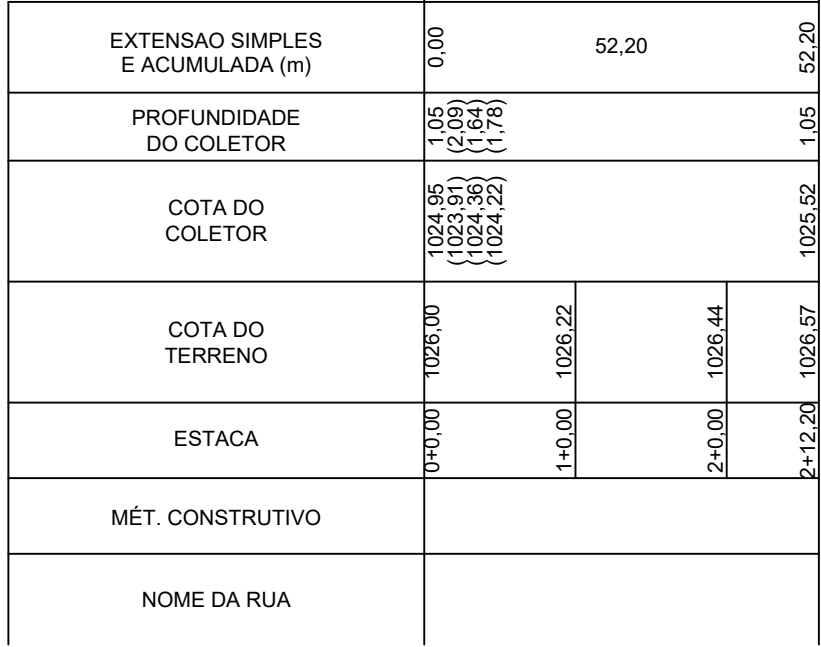 EXTENSAO SIMPLES
E ACUMULADA (m)
0,00
52,20
52,20
PROFUNDIDADE
DO COLETOR
1,05
(2,09)
(1,64)
(1,78)
1,05
COTA DO
COLETOR
1024,95
(1023,91)
(1024,36)
(1024,22)
1025,52
COTA DO
TERRENO
1026,00
1026,22
1026,44
1026,57
ESTACA
0+0,00
1+0,00
2+0,00
2+12,20
MÉT. CONSTRUTIVO
NOME DA RUA